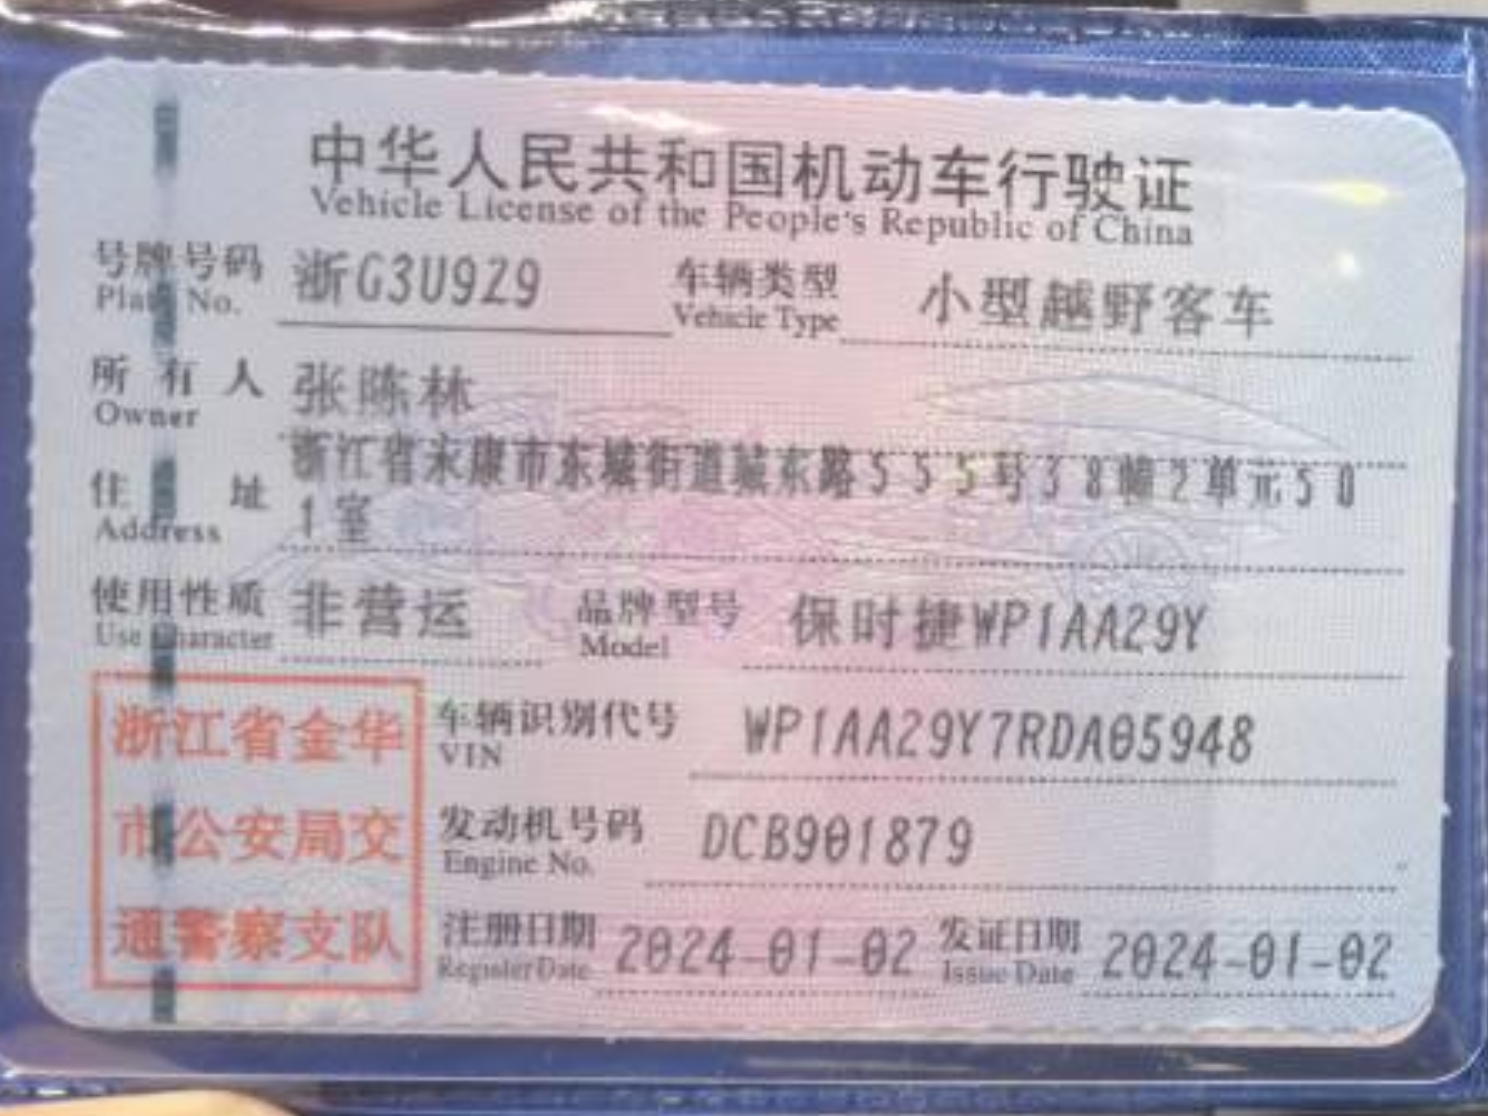 中华人民共和国机动车行驶证
Vehicle License of the People's Republic of China
号牌号码 浙G3U9Z9 车辆类型 小型越野客车
Plate No. Vehicle Type
所有人 张陈林
Owner
浙江省永康市东城街道城东路555号38幢2单元50
住址 1室
Address
使用性质 非营运 品牌型号 保时捷WP1AA29Y
Use Character Model
浙江省金华 车辆识别代号 WP1AA29Y7RDA05948
VIN
市公安局交 发动机号码 DCB901879
Engine No.
通警察支队 注册日期 2024-01-02 发证日期 2024-01-02
Register Date Issue Date